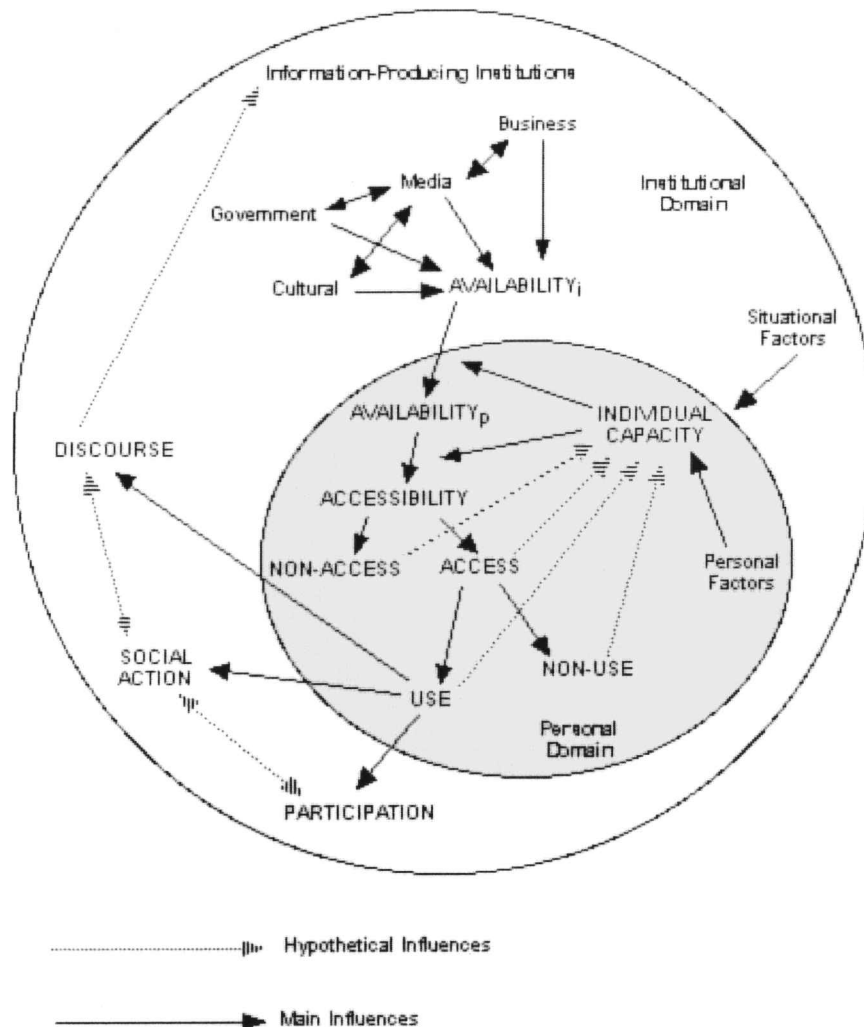 Information-Producing Institutions
Business
Media
Institutional
Domain
Government
Cultural
AVAILABILITYi
Situational
Factors
AVAILABILITYp
INDIVIDUAL
CAPACITY
DISCOURSE
ACCESSIBILITY
NON-ACCESS
ACCESS
Personal
Factors
SOCIAL
ACTION
NON-USE
USE
Personal
Domain
PARTICIPATION
Hypothetical Influences
Main Influences